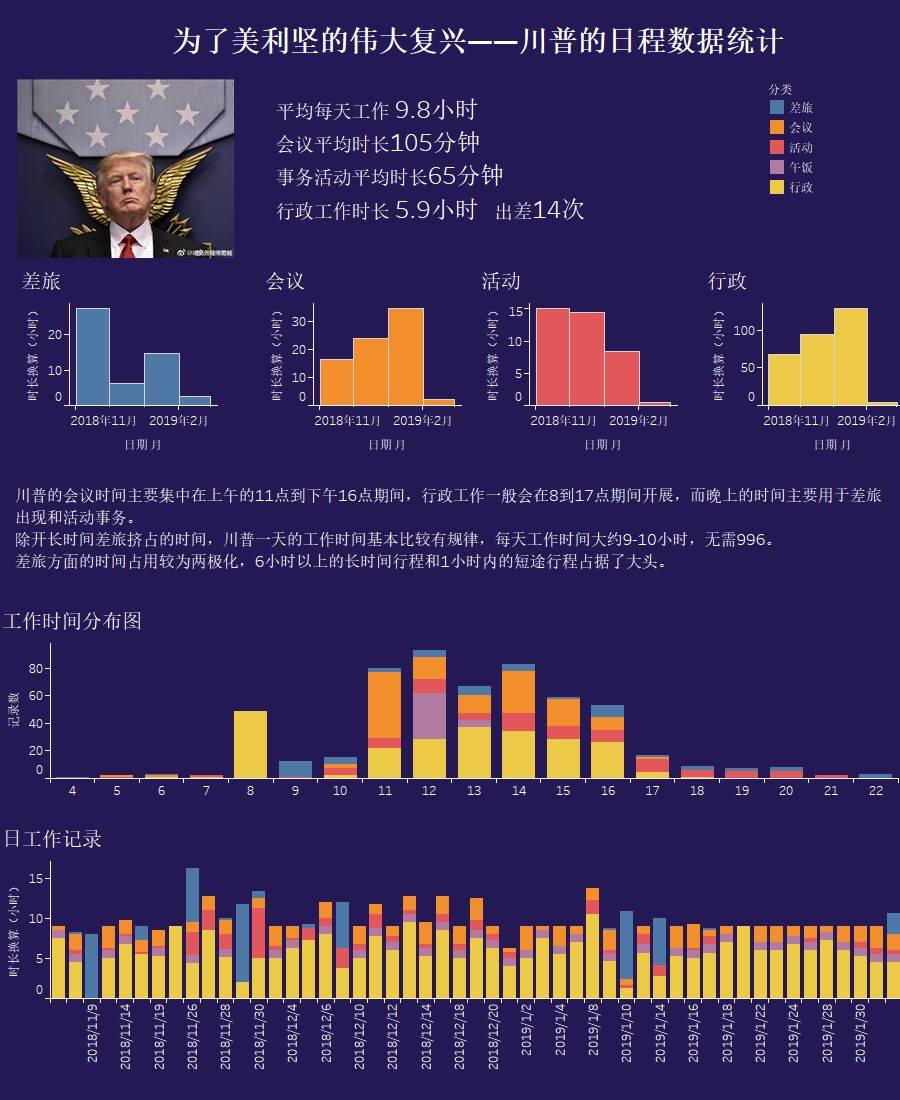 为了美利坚的伟大复兴——川普的日程数据统计
平均每天工作 9.8小时
会议平均时长105分钟
事务活动平均时长65分钟
行政工作时长 5.9小时 出差14次
分类
差旅
会议
活动
午饭
行政
差旅
时长换算（小时）
20
10
0
2018年11月 2019年2月
日期 月
会议
时长换算（小时）
30
20
10
0
2018年11月 2019年2月
日期 月
活动
时长换算（小时）
15
10
5
0
2018年11月 2019年2月
日期 月
行政
时长换算（小时）
100
50
0
2018年11月 2019年2月
日期 月
川普的会议时间主要集中在上午的11点到下午16点期间，行政工作一般会在8到17点期间开展，而晚上的时间主要用于差旅
出现和活动事务。
除开长时间差旅挤占的时间，川普一天的工作时间基本比较有规律，每天工作时间大约9-10小时，无需996。
差旅方面的时间占用较为两极化，6小时以上的长时间行程和1小时内的短途行程占据了大头。
工作时间分布图
记录数
80
60
40
20
0
4 5 6 7 8 9 10 11 12 13 14 15 16 17 18 19 20 21 22
日工作记录
时长换算（小时）
15
10
5
0
2018/11/9 2018/11/14 2018/11/19 2018/11/26 2018/11/28 2018/11/30 2018/12/4 2018/12/6 2018/12/10 2018/12/12 2018/12/14 2018/12/18 2018/12/20 2019/1/2 2019/1/4 2019/1/8 2019/1/10 2019/1/14 2019/1/16 2019/1/18 2019/1/22 2019/1/24 2019/1/28 2019/1/30